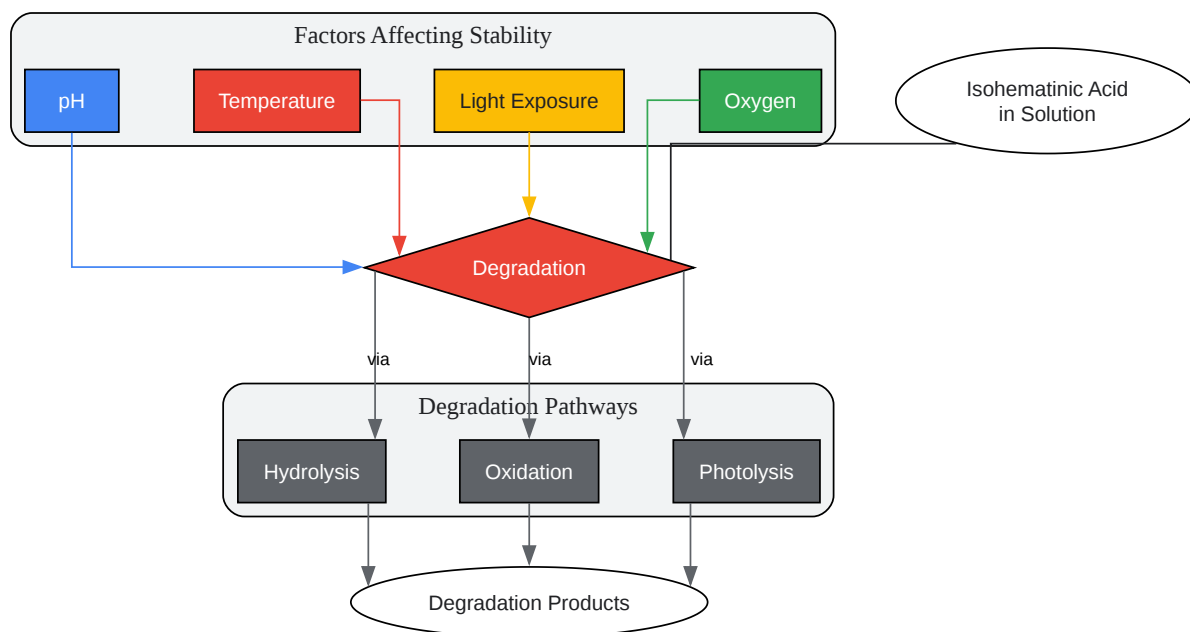 Factors Affecting Stability
pH
Temperature
Light Exposure
Oxygen
Isohematinic Acid
in Solution
Degradation
via
via
via
Degradation Pathways
Hydrolysis
Oxidation
Photolysis
Degradation Products